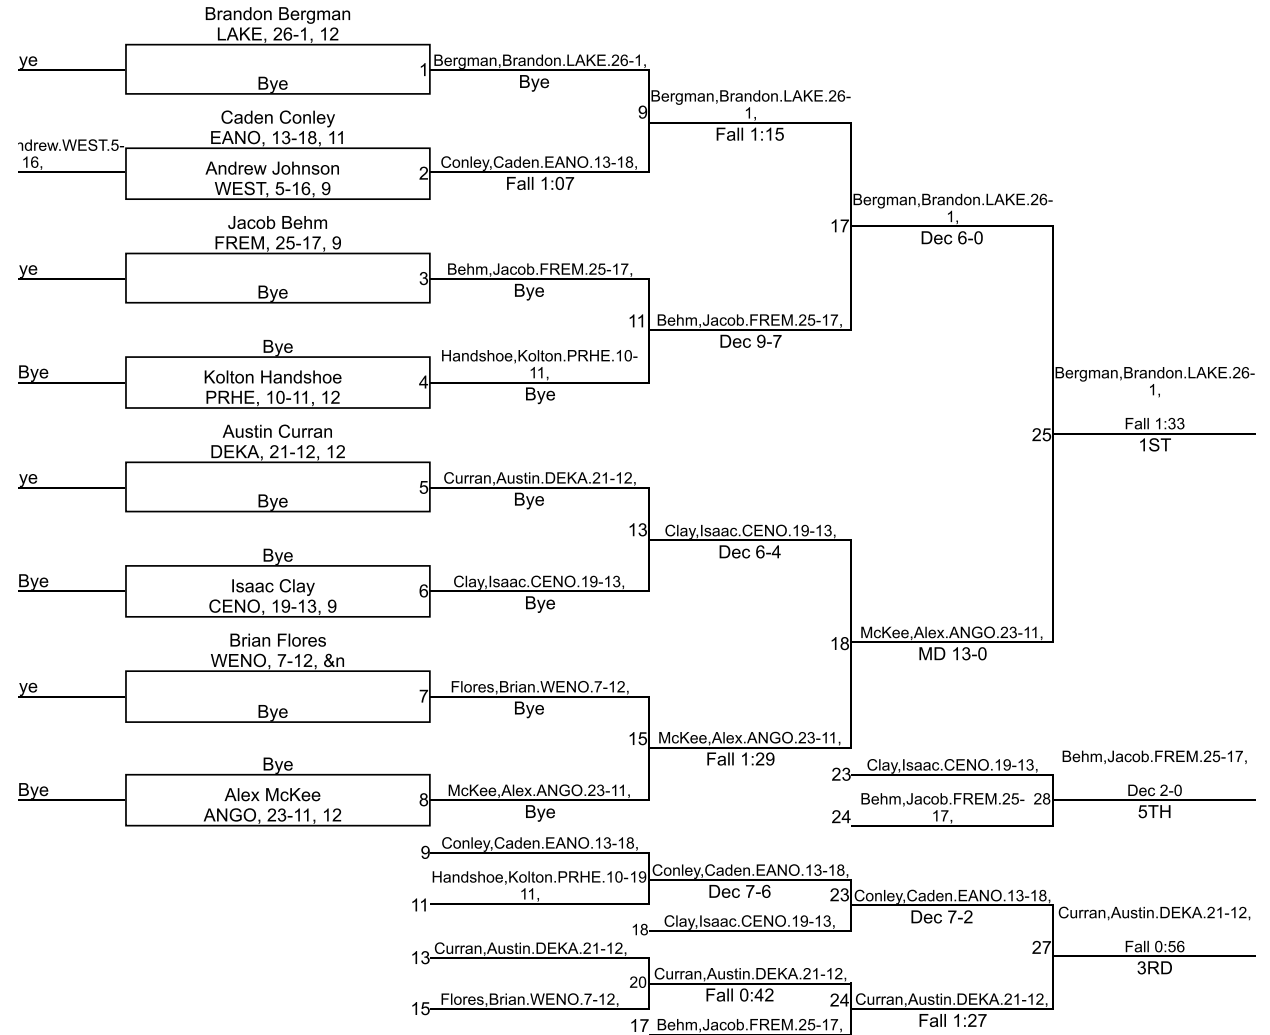 Brandon Bergman
LAKE, 26-1, 12
ye
Bye
1
Bergman,Brandon.LAKE.26-1,
Bye
Caden Conley
EANO, 13-18, 11
ndrew.WEST.5-
16,
Andrew Johnson
WEST, 5-16, 9
2
Conley,Caden.EANO.13-18,
Fall 1:07
9
Bergman,Brandon.LAKE.26-
1,
Fall 1:15
Jacob Behm
FREM, 25-17, 9
ye
Bye
3
Behm,Jacob.FREM.25-17,
Bye
Bye
Bye
Kolton Handshoe
PRHE, 10-11, 12
4
Handshoe,Kolton.PRHE.10-
11,
Bye
11
Behm,Jacob.FREM.25-17,
Dec 9-7
17
Bergman,Brandon.LAKE.26-
1,
Dec 6-0
Austin Curran
DEKA, 21-12, 12
ye
Bye
5
Curran,Austin.DEKA.21-12,
Bye
Bye
Bye
Isaac Clay
CENO, 19-13, 9
6
Clay,Isaac.CENO.19-13,
Bye
13
Clay,Isaac.CENO.19-13,
Dec 6-4
Brian Flores
WENO, 7-12, &n
ye
Bye
7
Flores,Brian.WENO.7-12,
Bye
Bye
Bye
Alex McKee
ANGO, 23-11, 12
8
McKee,Alex.ANGO.23-11,
Bye
15
McKee,Alex.ANGO.23-11,
Fall 1:29
18
McKee,Alex.ANGO.23-11,
MD 13-0
25
Bergman,Brandon.LAKE.26-
1,
Fall 1:33
1ST
23
Clay,Isaac.CENO.19-13,
24
Behm,Jacob.FREM.25-
17,
28
Behm,Jacob.FREM.25-17,
Dec 2-0
5TH
9
Conley,Caden.EANO.13-18,
11
Handshoe,Kolton.PRHE.10-
11,
19
Conley,Caden.EANO.13-18,
Dec 7-6
18
Clay,Isaac.CENO.19-13,
23
Conley,Caden.EANO.13-18,
Dec 7-2
13
Curran,Austin.DEKA.21-12,
15
Flores,Brian.WENO.7-12,
20
Curran,Austin.DEKA.21-12,
Fall 0:42
17
Behm,Jacob.FREM.25-17,
24
Curran,Austin.DEKA.21-12,
Fall 1:27
27
Curran,Austin.DEKA.21-12,
Fall 0:56
3RD